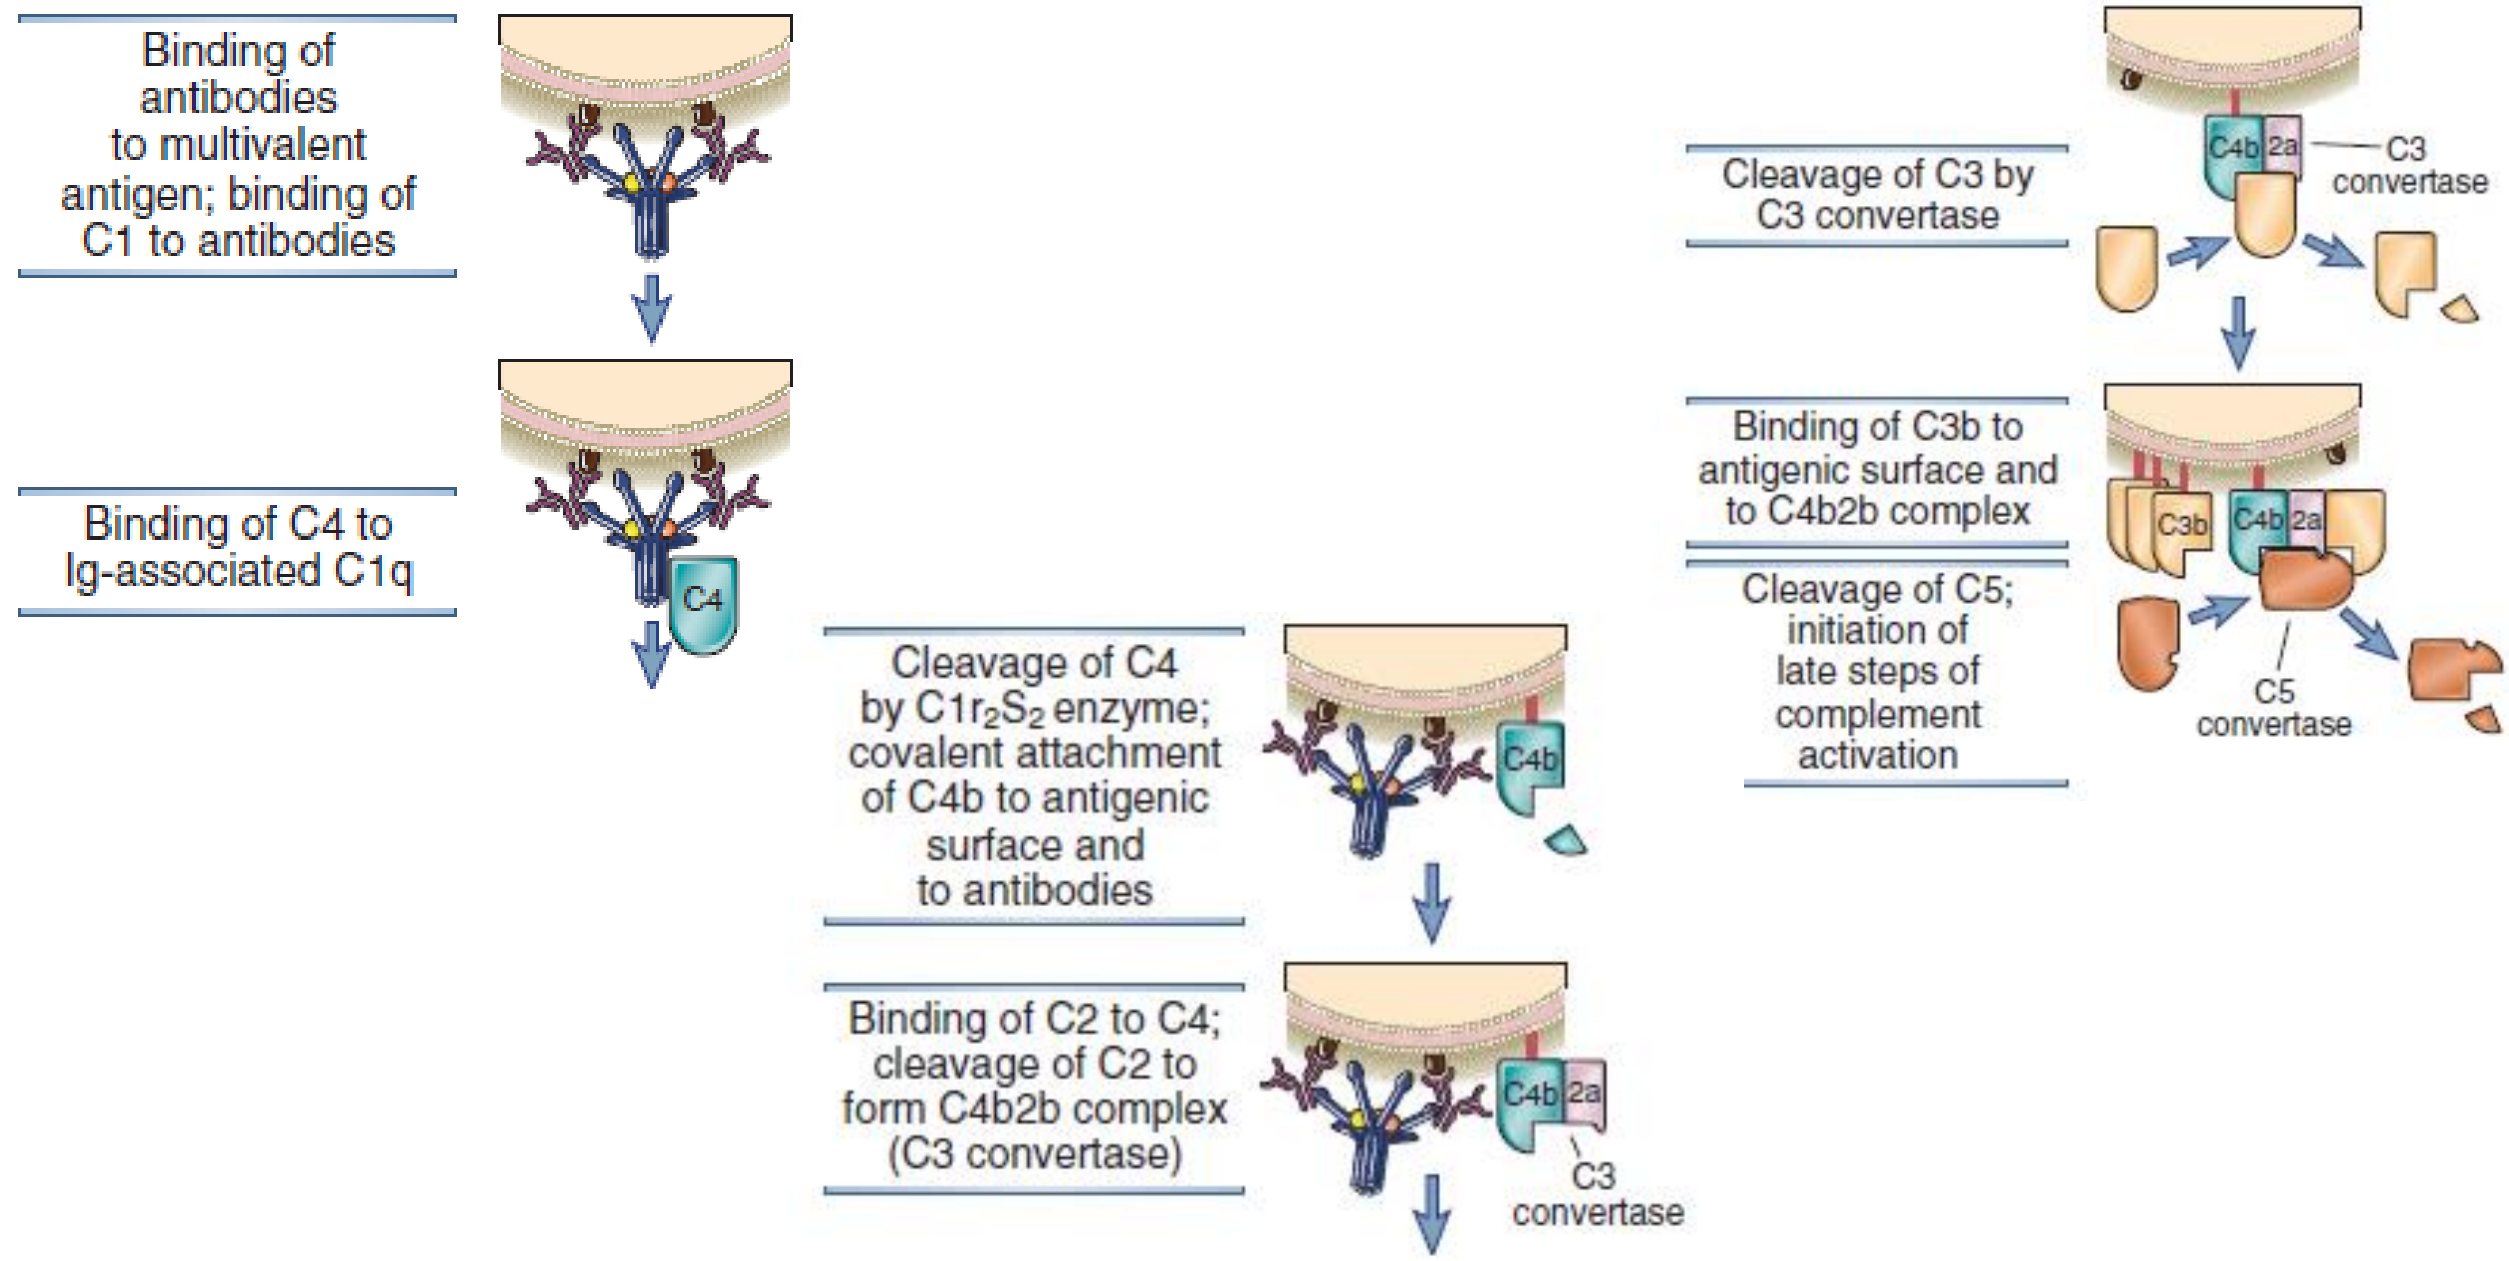 Binding of
antibodies
to multivalent
antigen; binding of
C1 to antibodies
Binding of C4 to
Ig-associated C1q
C4
Cleavage of C4
by C1r₂S₂ enzyme;
covalent attachment
of C4b to antigenic
surface and
to antibodies
C4b
Binding of C2 to C4;
cleavage of C2 to
form C4b2b complex
(C3 convertase)
C4b 2a
C3
convertase
Cleavage of C3 by
C3 convertase
C4b 2a
C3
convertase
Binding of C3b to
antigenic surface and
to C4b2b complex
C3b
C4b 2a
Cleavage of C5;
initiation of
late steps of
complement
activation
C5
convertase